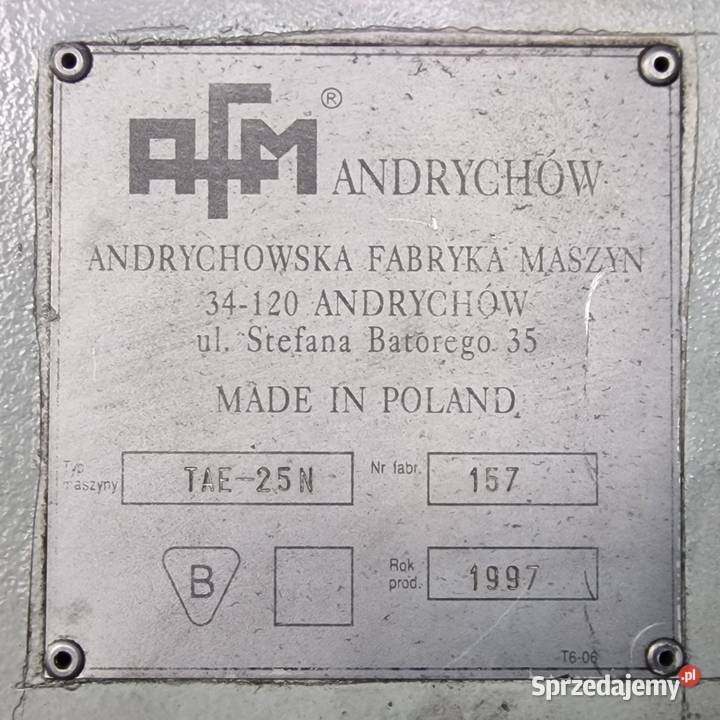 AFM ® ANDRYCHÓW
ANDRYCHOWSKA FABRYKA MASZYN
34-120 ANDRYCHÓW
ul. Stefana Batorego 35
MADE IN POLAND
Typ maszyny TAE-25N Nr fabr. 157
B Rok prod. 1997
T6-06
Sprzedajemy.pl